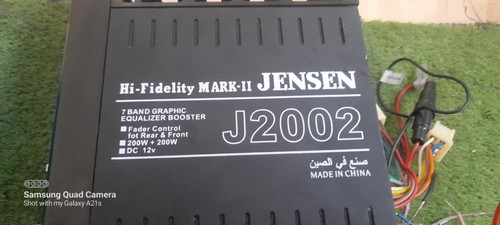 Hi-Fidelity MARK-II JENSEN
7 BAND GRAPHIC
EQUALIZER BOOSTER
Fader Control
fot Rear & Front
200W + 200W
DC 12v
J2002
صنع في الصين
MADE IN CHINA
Samsung Quad Camera
Shot with my Galaxy A21s